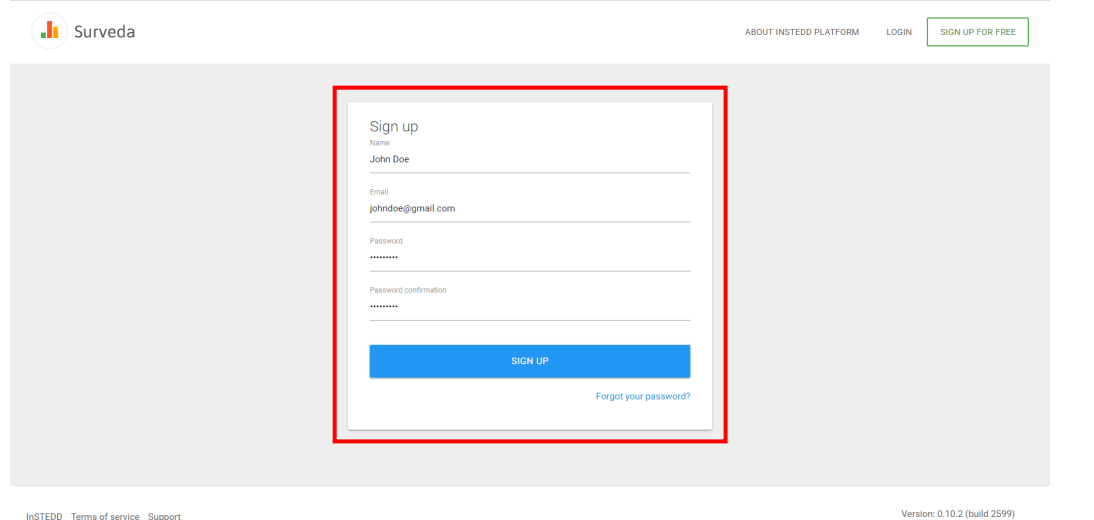 Surveda
ABOUT INSTEDD PLATFORM LOGIN SIGN UP FOR FREE
Sign up
Name
John Doe
Email
johndoe@gmail.com
Password
•••••••••
Password confirmation
•••••••••
SIGN UP
Forgot your password?
InSTEDD Terms of service Support
Version: 0.10.2 (build 2599)